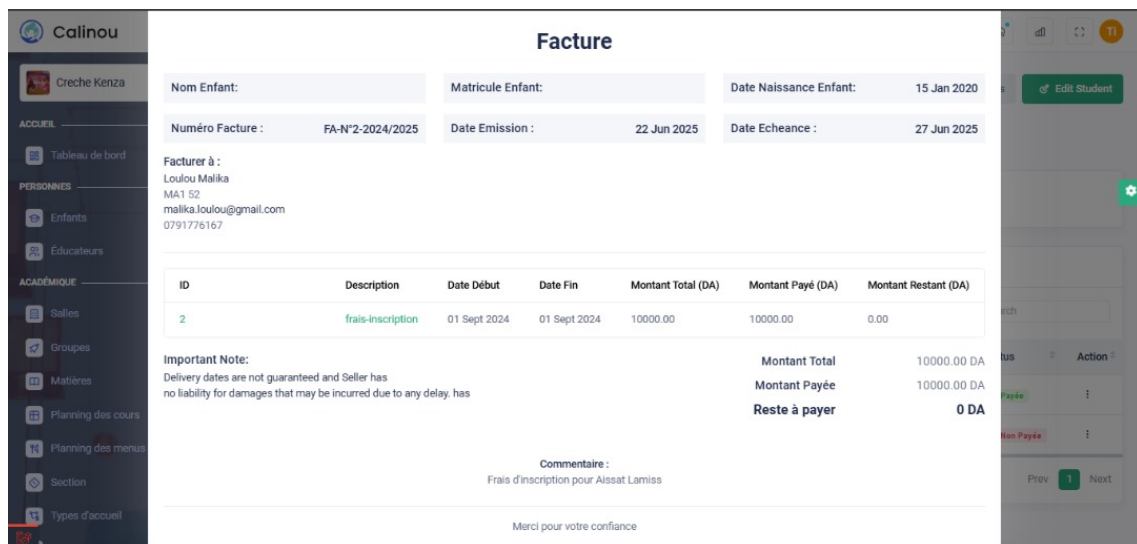 Calinou
Creche Kenza
ACCUEIL
Tableau de bord
PERSONNES
Enfants
Éducateurs
ACADÉMIQUE
Salles
Groupes
Matières
Planning des cours
Planning des menus
Section
Types d'accueil
Facture
Nom Enfant:
Matricule Enfant:
Date Naissance Enfant: 15 Jan 2020
Numéro Facture : FA-N°2-2024/2025
Date Emission : 22 Jun 2025
Date Echeance : 27 Jun 2025
Facturer à :
Loulou Malika
MA1 52
malika.loulou@gmail.com
0791776167
ID Description Date Début Date Fin Montant Total (DA) Montant Payé (DA) Montant Restant (DA)
2 frais-inscription 01 Sept 2024 01 Sept 2024 10000.00 10000.00 0.00
Important Note:
Delivery dates are not guaranteed and Seller has
no liability for damages that may be incurred due to any delay. has
Montant Total 10000.00 DA
Montant Payée 10000.00 DA
Reste à payer 0 DA
Commentaire :
Frais d'inscription pour Aissat Lamiss
Merci pour votre confiance
Ti
Edit Student
Action
Payée
Non Payée
Prev 1 Next